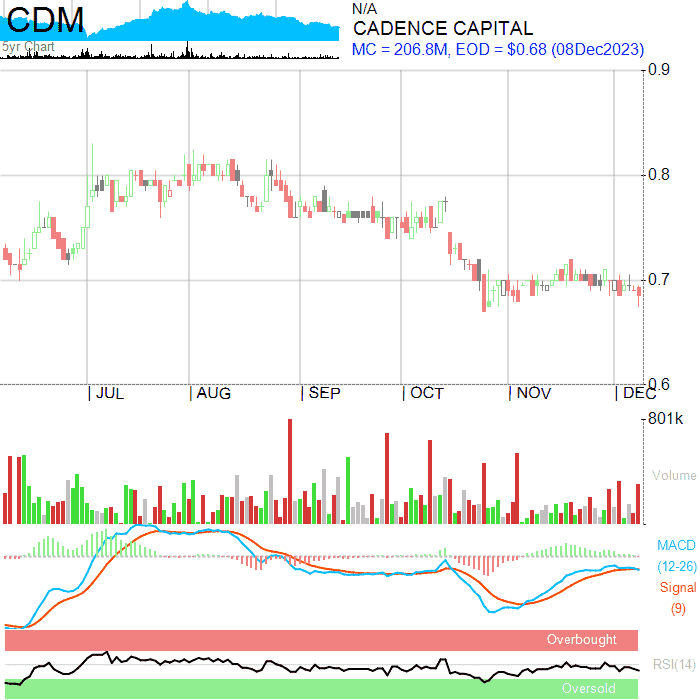 CDM
5yr Chart
N/A
CADENCE CAPITAL
MC = 206.8M, EOD = $0.68 (08Dec2023)
0.9
0.8
0.7
0.6
JUL AUG SEP OCT NOV DEC
801k
Volume
MACD
(12-26)
Signal
(9)
Overbought
RSI(14)
Oversold